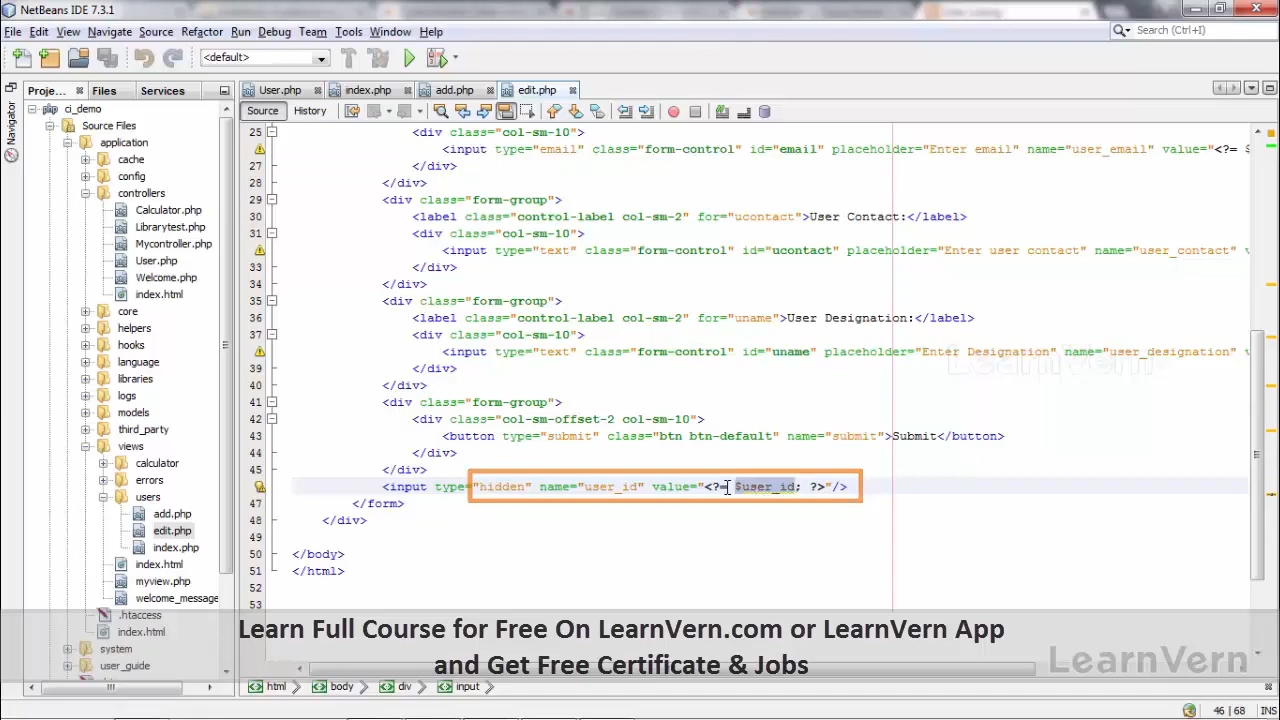 NetBeans IDE 7.3.1
File Edit View Navigate Source Refactor Run Debug Team Tools Window Help
Search (Ctrl+I)
<default>
Proje... Files Services
User.php index.php add.php edit.php
Source History
Navigator
ci_demo
Source Files
application
cache
config
controllers
Calculator.php
Librarytest.php
Mycontroller.php
User.php
Welcome.php
index.html
core
helpers
hooks
language
libraries
logs
models
third_party
views
calculator
errors
users
add.php
edit.php
index.php
index.html
myview.php
welcome_message
.htaccess
index.html
system
user_guide
25 <div class="col-sm-10">
<input type="email" class="form-control" id="email" placeholder="Enter email" name="user_email" value="<?= $
27 </div>
28 </div>
29 <div class="form-group">
30 <label class="control-label col-sm-2" for="ucontact">User Contact:</label>
31 <div class="col-sm-10">
<input type="text" class="form-control" id="ucontact" placeholder="Enter user contact" name="user_contact" v
33 </div>
34 </div>
35 <div class="form-group">
36 <label class="control-label col-sm-2" for="uname">User Designation:</label>
37 <div class="col-sm-10">
<input type="text" class="form-control" id="uname" placeholder="Enter Designation" name="user_designation" v
39 </div>
40 </div>
41 <div class="form-group">
42 <div class="col-sm-offset-2 col-sm-10">
43 <button type="submit" class="btn btn-default" name="submit">Submit</button>
44 </div>
45 </div>
<input type="hidden" name="user_id" value="<?= $user_id; ?>"/>
47 </form>
48 </div>
49
50 </body>
51 </html>
52
53
LearnVern
Learn Full Course for Free On LearnVern.com or LearnVern App
and Get Free Certificate & Jobs
LearnVern
html body div input
46 | 68 INS